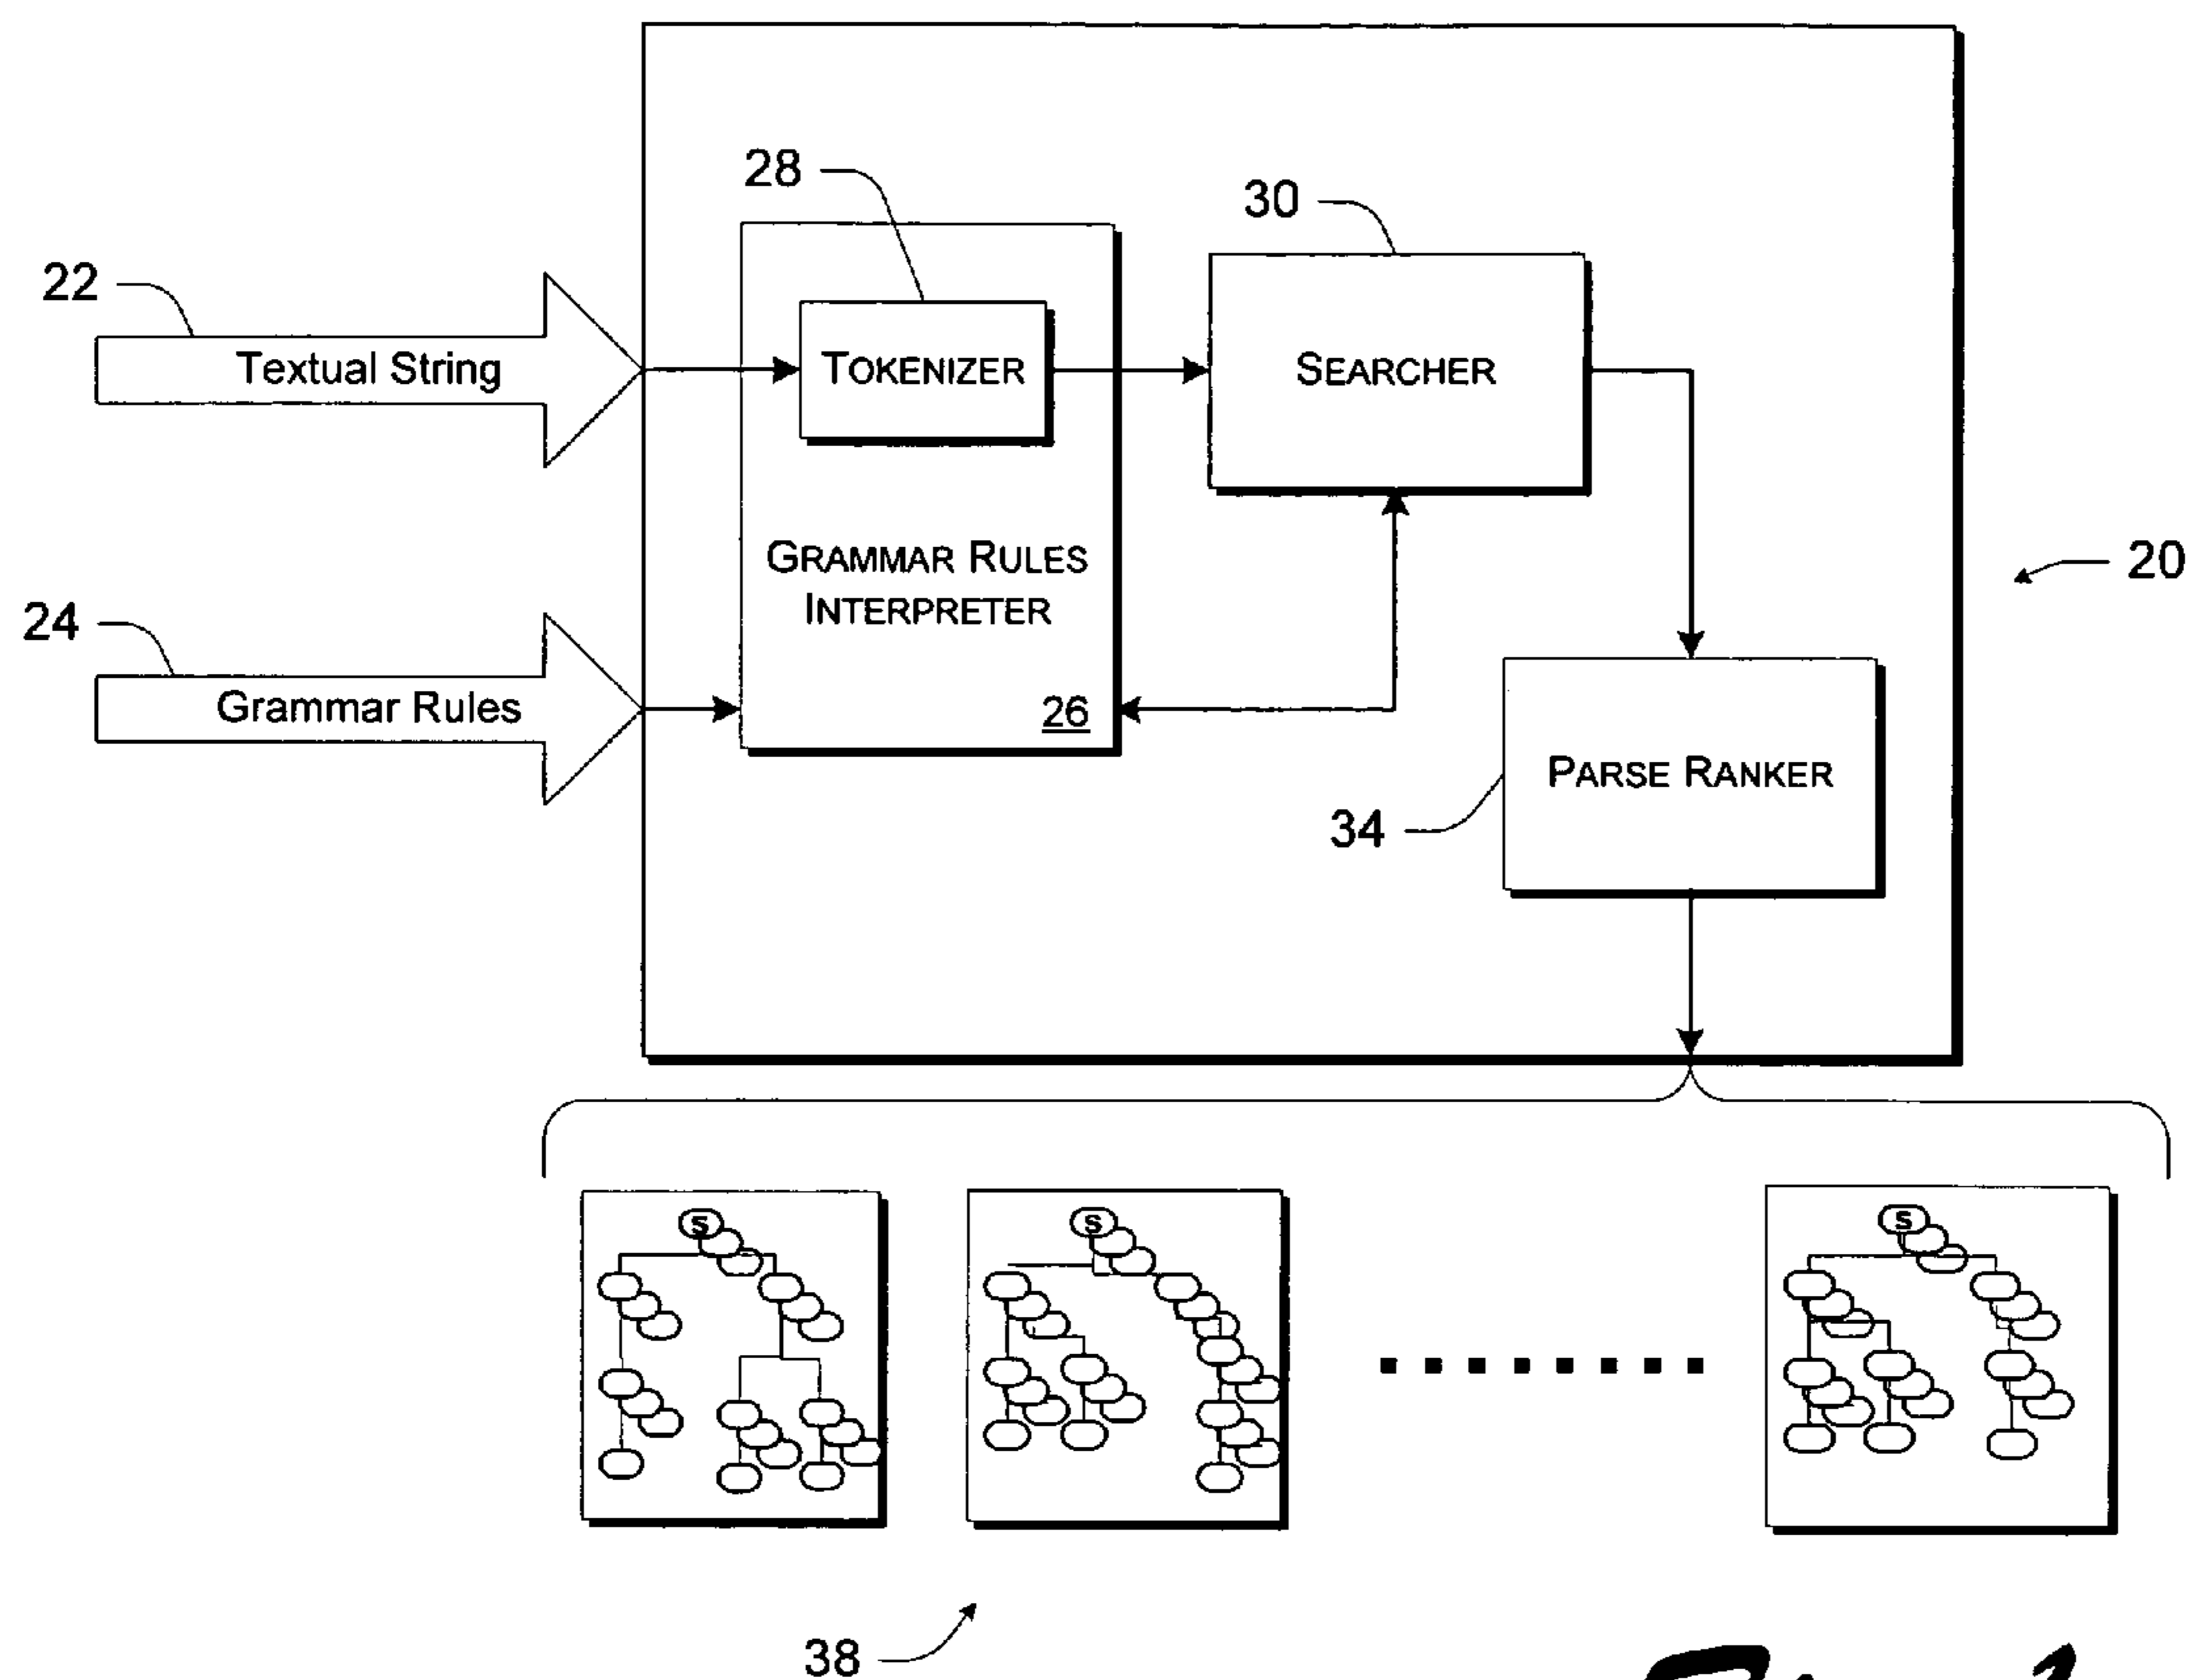 28
30
22
Textual String
TOKENIZER
SEARCHER
GRAMMAR RULES
INTERPRETER
20
24
Grammar Rules
26
PARSE RANKER
34
S
S
S
38